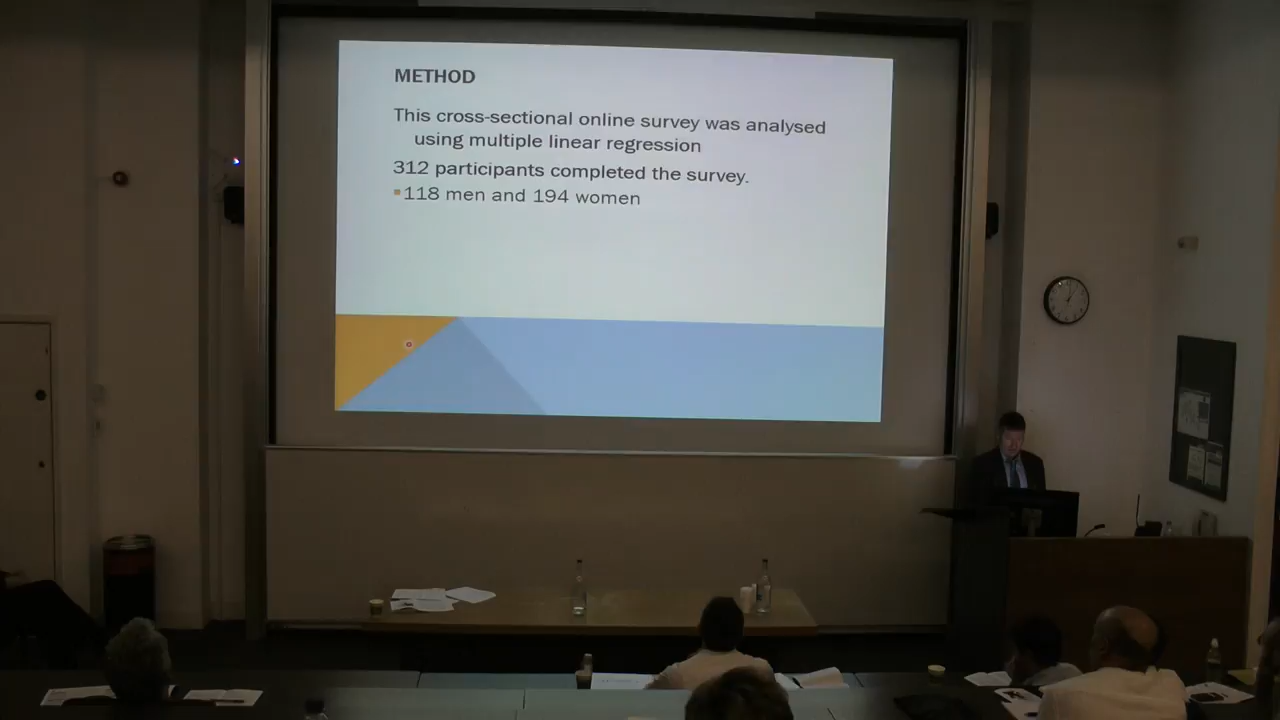 METHOD
This cross-sectional online survey was analysed
using multiple linear regression
312 participants completed the survey.
118 men and 194 women